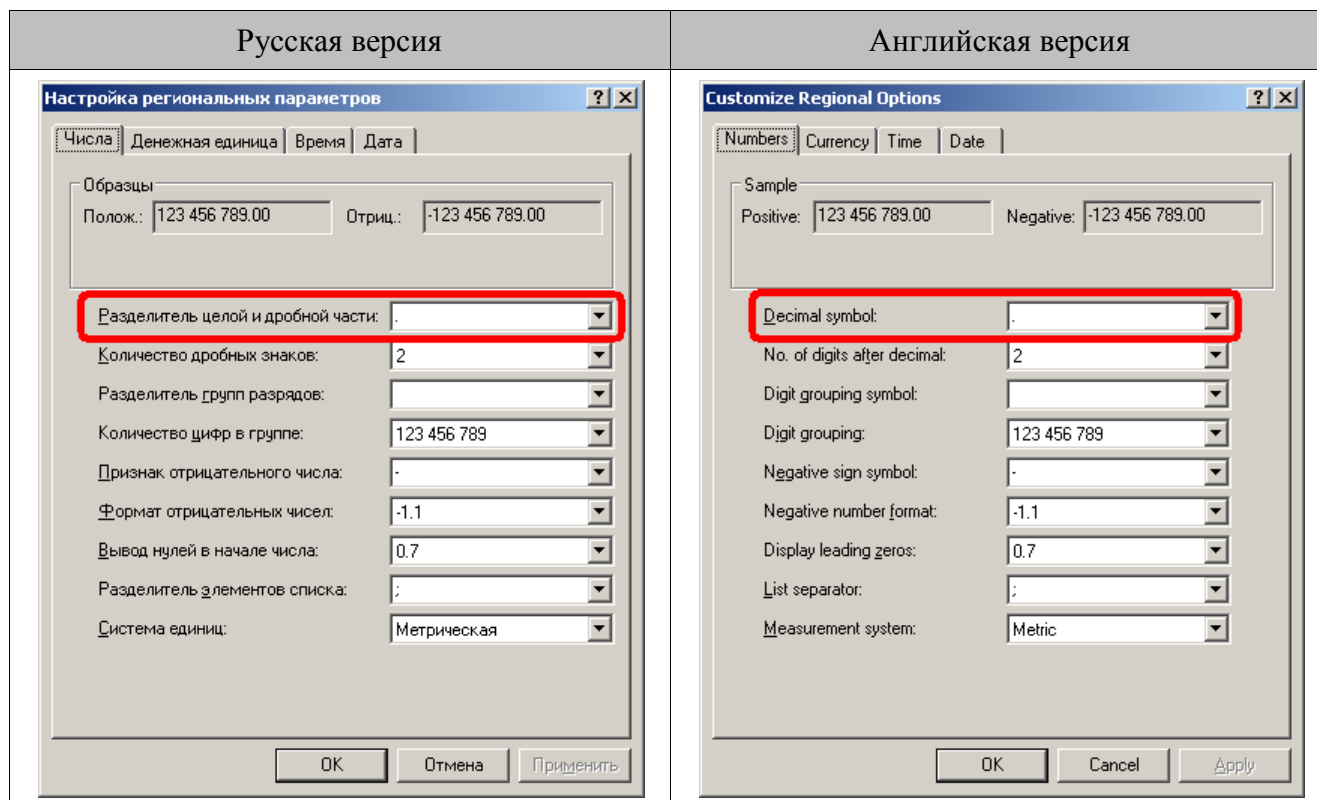 Русская версия
Английская версия
Настройка региональных параметров
Числа Денежная единица Время Дата
Образцы
Полож.: 123 456 789.00 Отриц.: -123 456 789.00
Разделитель целой и дробной части: .
Количество дробных знаков: 2
Разделитель групп разрядов:
Количество цифр в группе: 123 456 789
Признак отрицательного числа: -
Формат отрицательных чисел: -1.1
Вывод нулей в начале числа: 0.7
Разделитель элементов списка: ;
Система единиц: Метрическая
OK Отмена Применить
Customize Regional Options
Numbers Currency Time Date
Sample
Positive: 123 456 789.00 Negative: -123 456 789.00
Decimal symbol: .
No. of digits after decimal: 2
Digit grouping symbol:
Digit grouping: 123 456 789
Negative sign symbol: -
Negative number format: -1.1
Display leading zeros: 0.7
List separator: ;
Measurement system: Metric
OK Cancel Apply